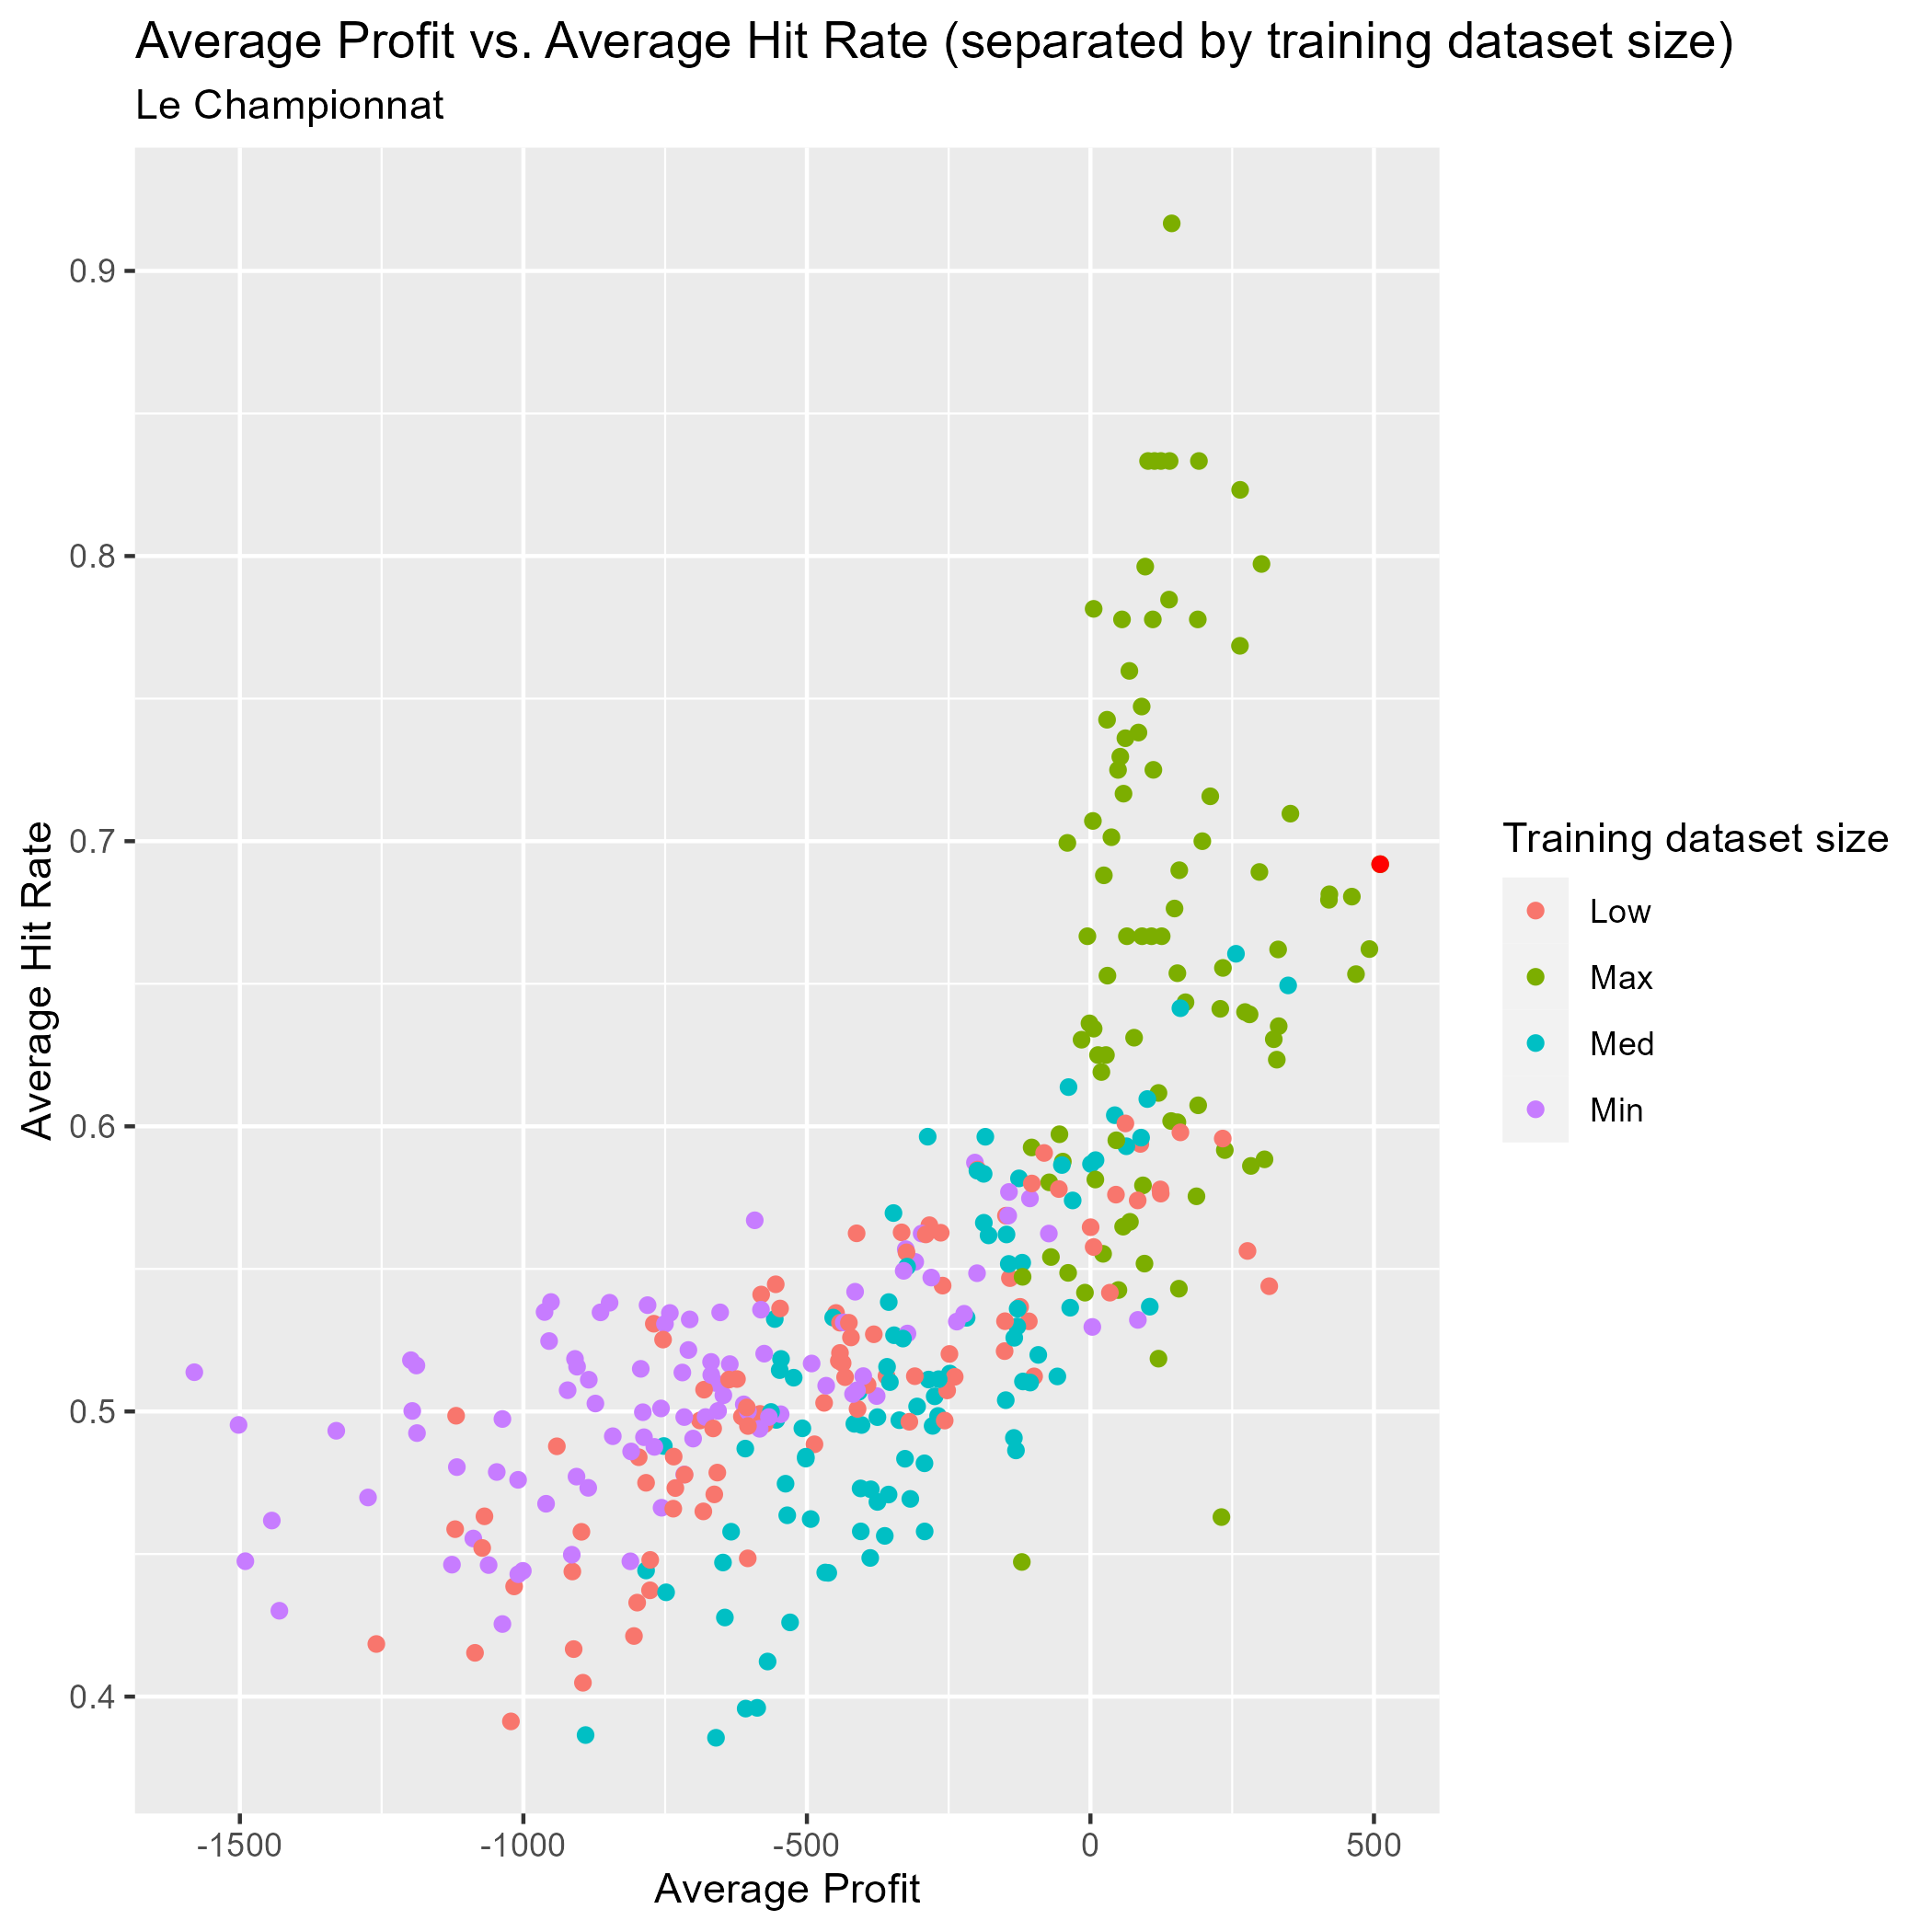 Average Profit vs. Average Hit Rate (separated by training dataset size)
Le Championnat
Average Hit Rate
0.9
0.8
0.7
0.6
0.5
0.4
-1500 -1000 -500 0 500
Average Profit
Training dataset size
Low
Max
Med
Min